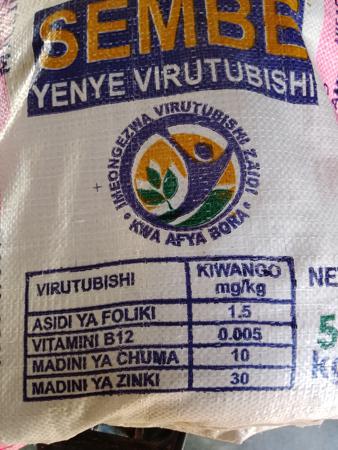 SEMBE
YENYE VIRUTUBISHI
IMEONGEZWA VIRUTUBISHI ZAIDI
• KWA AFYA BORA •
VIRUTUBISHI KIWANGO mg/kg
ASIDI YA FOLIKI 1.5
VITAMINI B12 0.005
MADINI YA CHUMA 10
MADINI YA ZINKI 30
NE
5